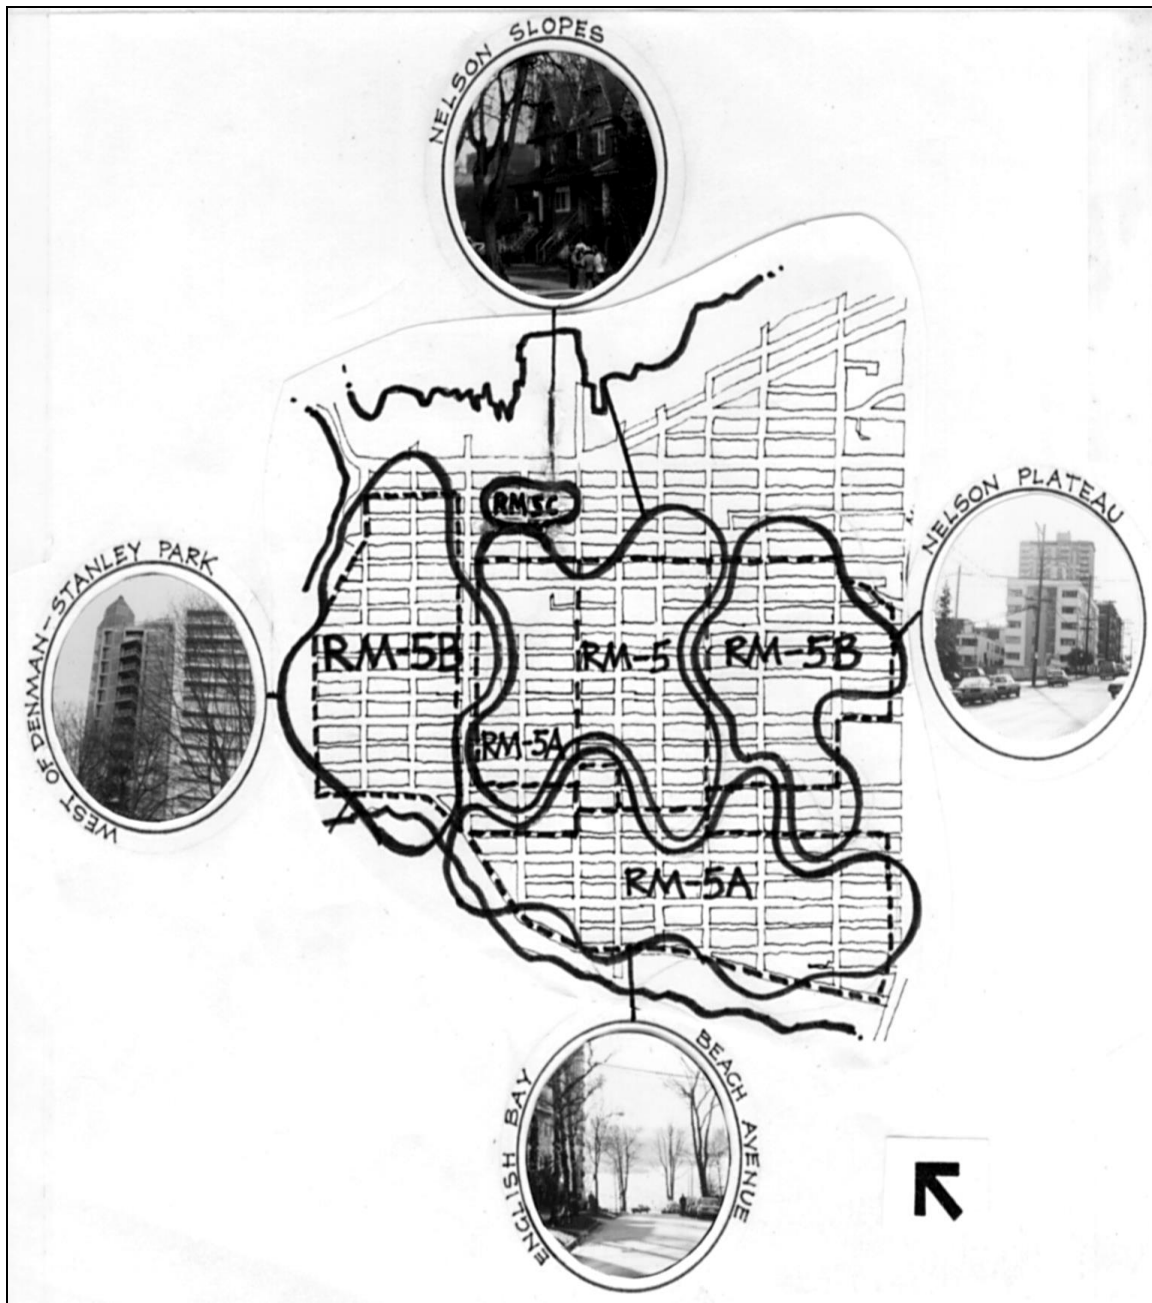 NELSON SLOPES
RM5C
NELSON PLATEAU
WEST OF DENMAN-STANLEY PARK
RM-5B
RM-5
RM-5B
RM-5A
RM-5A
ENGLISH BAY
BEACH AVENUE